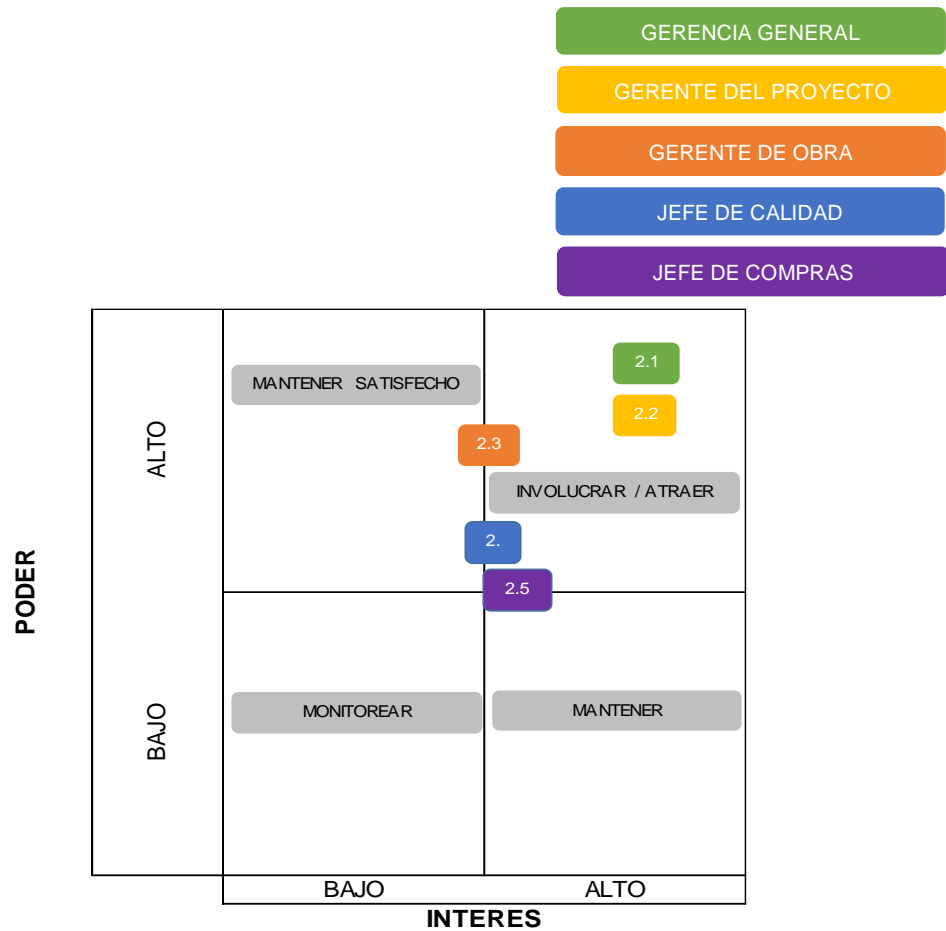 GERENCIA GENERAL
GERENTE DEL PROYECTO
GERENTE DE OBRA
JEFE DE CALIDAD
JEFE DE COMPRAS
2.1
MANTENER SATISFECHO
2.2
ALTO
2.3
INVOLUCRAR / ATRAER
2.
PODER
2.5
BAJO
MONITOREAR
MANTENER
BAJO
ALTO
INTERES